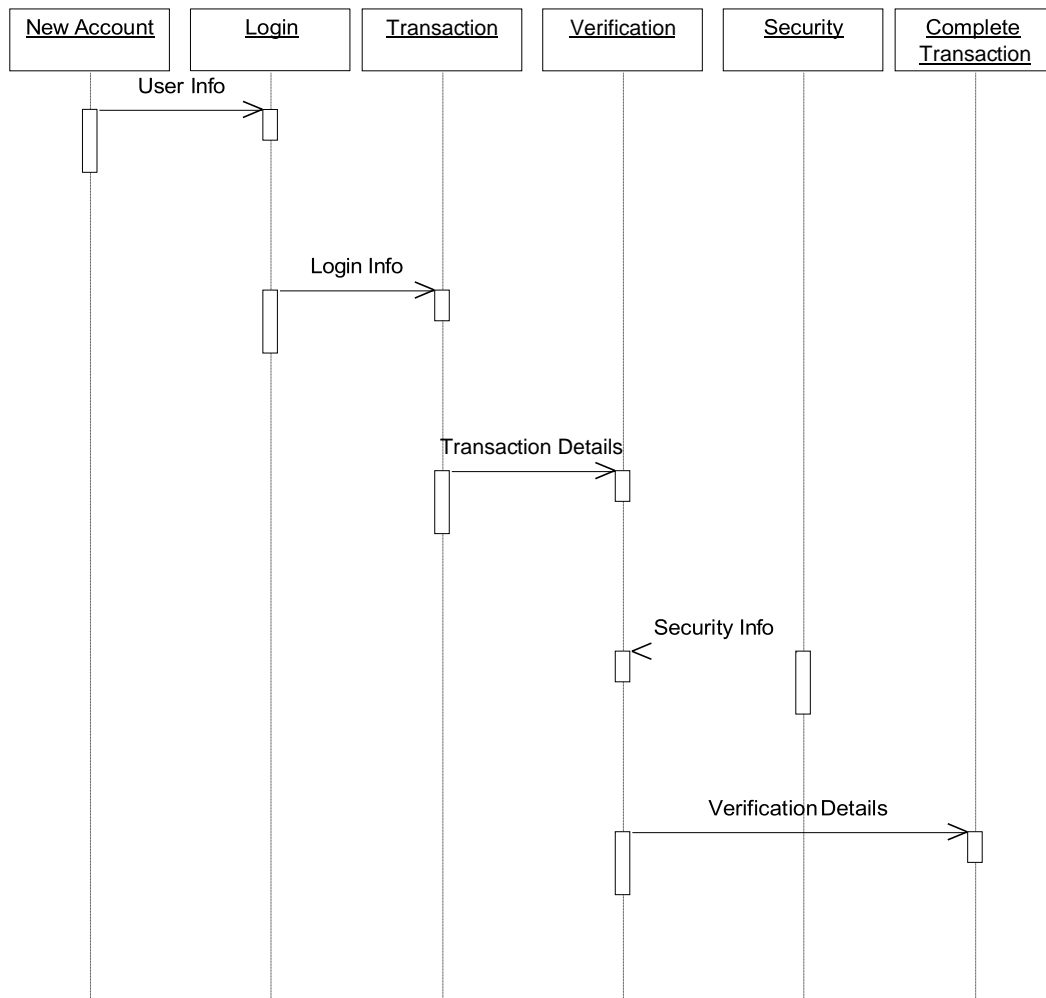 New Account
Login
Transaction
Verification
Security
Complete
Transaction
User Info
Login Info
Transaction Details
Security Info
Verification Details